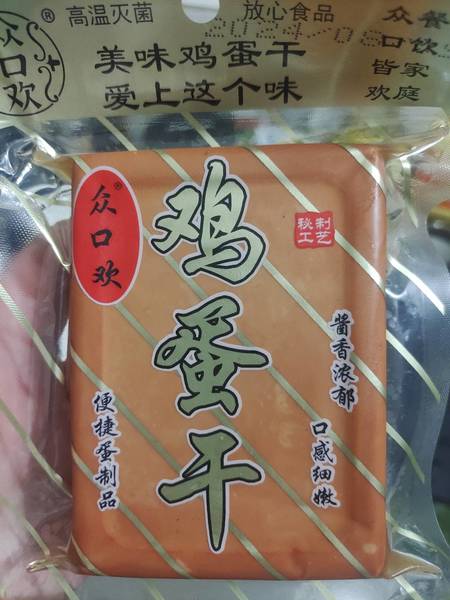 众口欢
®
高温灭菌
放心食品
美味鸡蛋干
爱上这个味
众口皆欢
餐饮家庭
2024/0
众口欢®
鸡蛋干
秘制
工艺
酱香浓郁
口感细嫩
便捷蛋制品